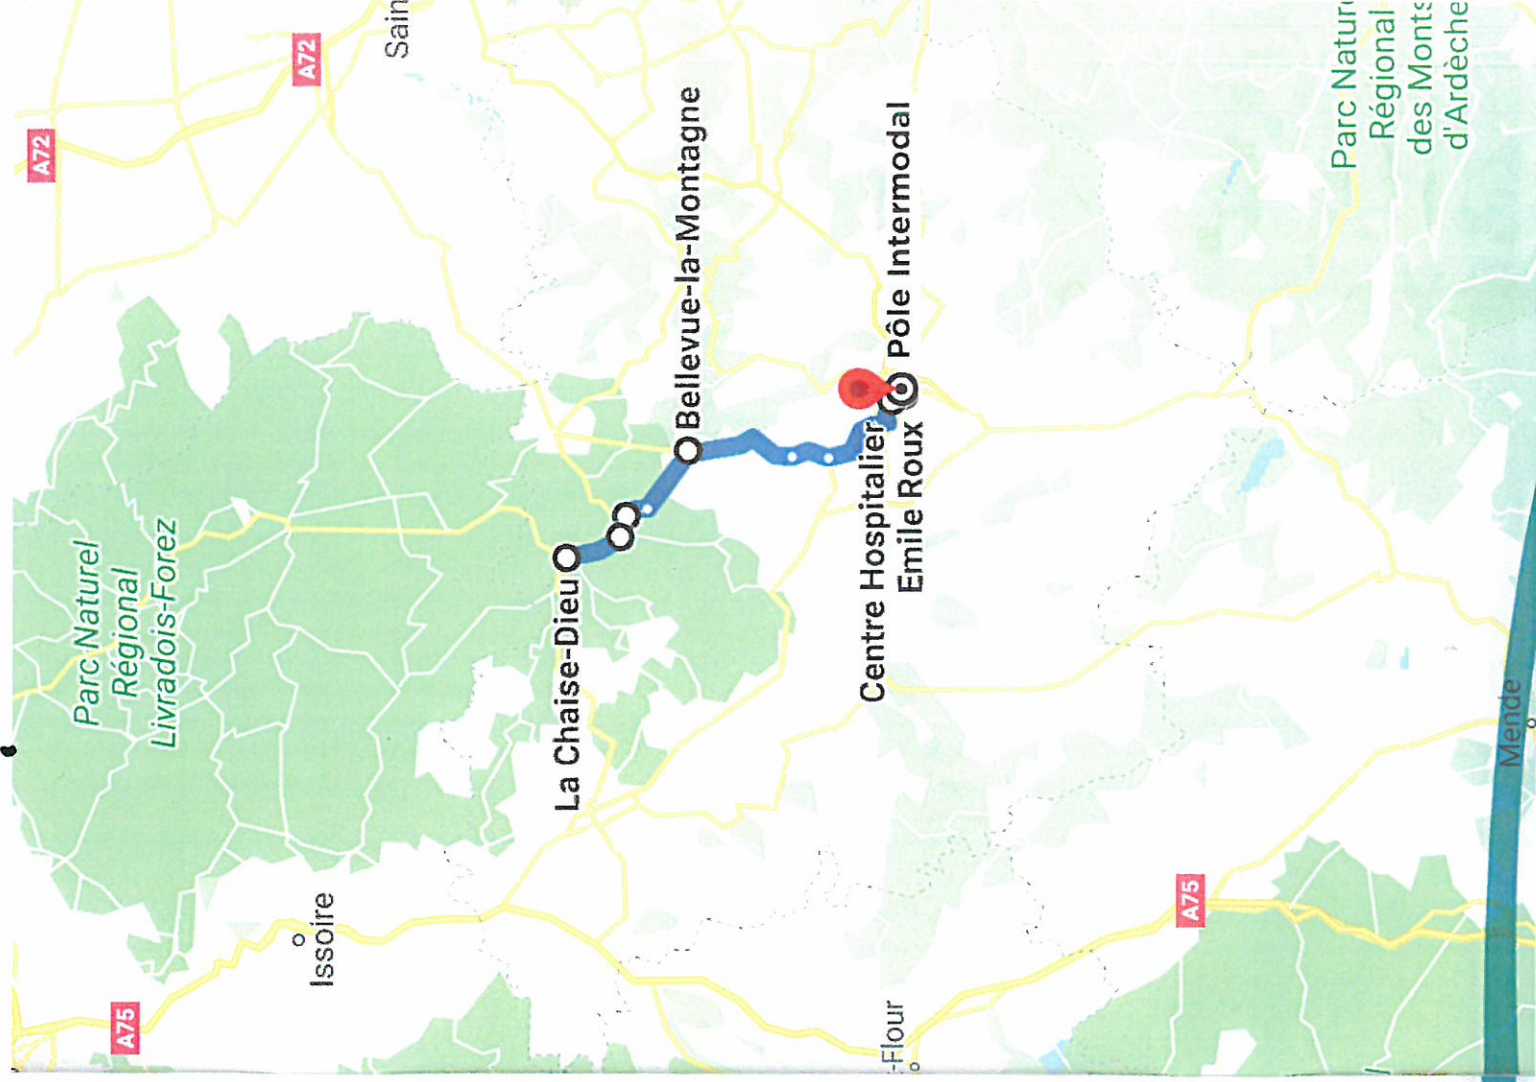 A72
Parc Naturel
Régional
Livradois-Forez
A75
A72
Issoire
Sain
La Chaise-Dieu
Bellevue-la-Montagne
Centre Hospitalier
Emile Roux
Pôle Intermodal
-Flour
A75
Parc Natur
Régional
des Monts
d'Ardèche
Mende